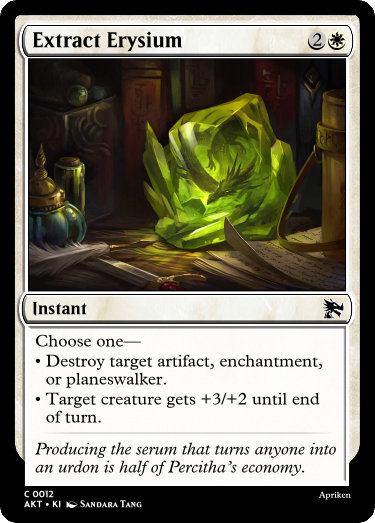 Extract Erysium 2
Instant
Choose one—
• Destroy target artifact, enchantment,
or planeswalker.
• Target creature gets +3/+2 until end
of turn.
Producing the serum that turns anyone into
an urdon is half of Percitha's economy.
C 0012
Apriken
AKT • KI Sandara Tang